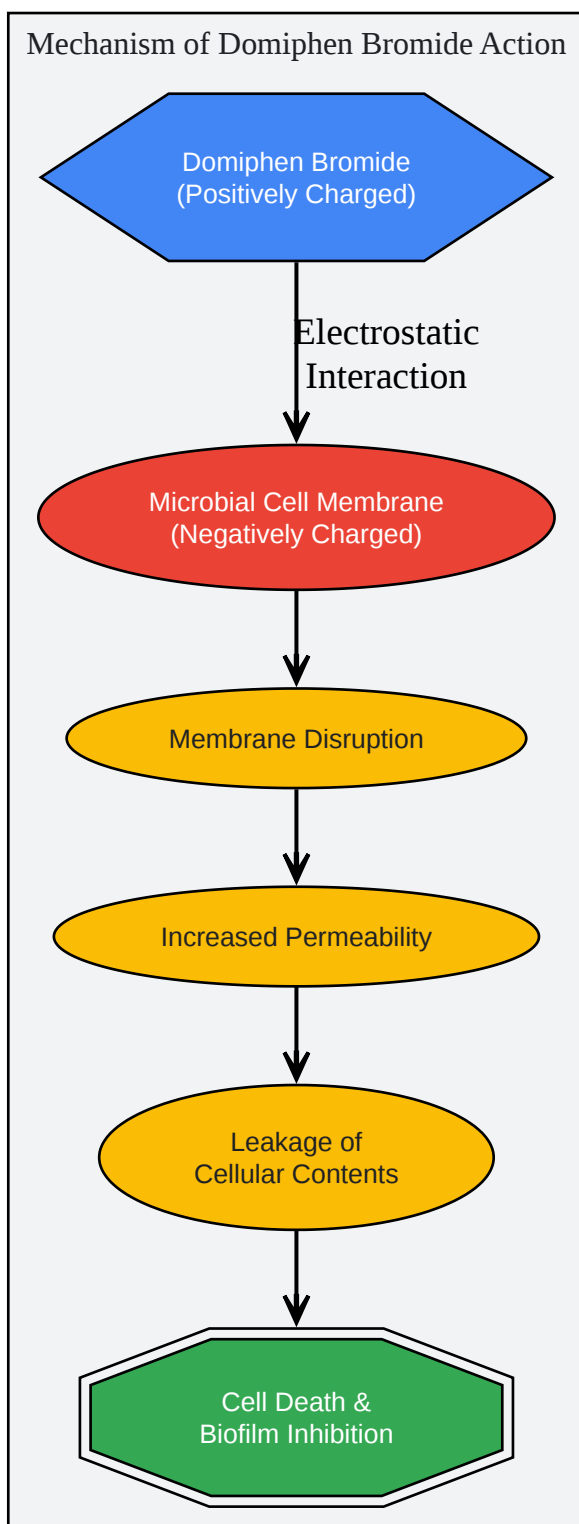 Mechanism of Domiphen Bromide Action
Domiphen Bromide
(Positively Charged)
Electrostatic
Interaction
Microbial Cell Membrane
(Negatively Charged)
Membrane Disruption
Increased Permeability
Leakage of
Cellular Contents
Cell Death &
Biofilm Inhibition